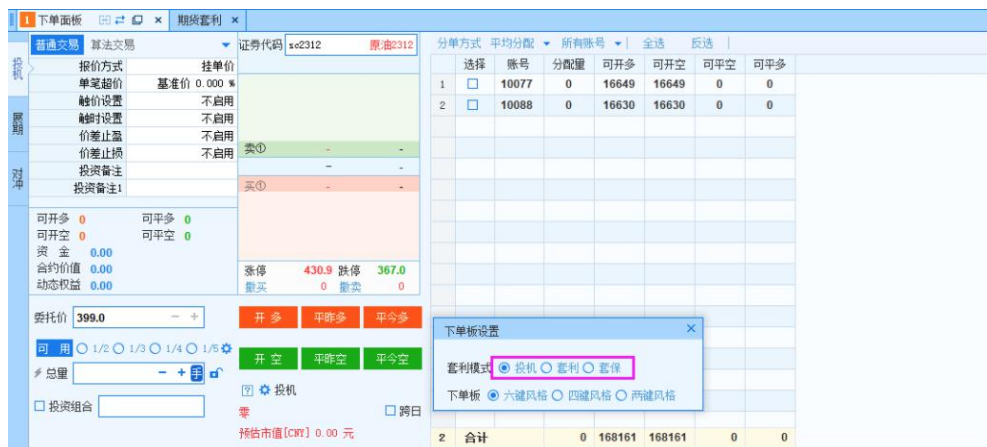 1 下单面板 × 期货套利 ×
普通交易 算法交易
投机
展期
对冲
报价方式 挂单价
单笔超价 基准价 0.000 %
触价设置 不启用
触时设置 不启用
价差止盈 不启用
价差止损 不启用
投资备注
投资备注1
可开多 0 可平多 0
可开空 0 可平空 0
资 金 0.00
合约价值 0.00
动态权益 0.00
委托价 399.0 - +
可 用 1/2 1/3 1/4 1/5
总量 - + 手
投资组合
证券代码 sc2312 原油2312
卖① - -
- -
买① - -
涨停 430.9 跌停 367.0
撤买 0 撤卖 0
开 多 平昨多 平今多
开 空 平昨空 平今空
? 投机
零 跨日
预估市值[CNY] 0.00 元
分单方式 平均分配 所有账号 全选 反选
选择 账号 分配量 可开多 可开空 可平空 可平多
1 10077 0 16649 16649 0 0
2 10088 0 16630 16630 0 0
下单板设置 ×
套利模式 投机 套利 套保
下单板 六键风格 四键风格 两键风格
2 合计 0 168161 168161 0 0